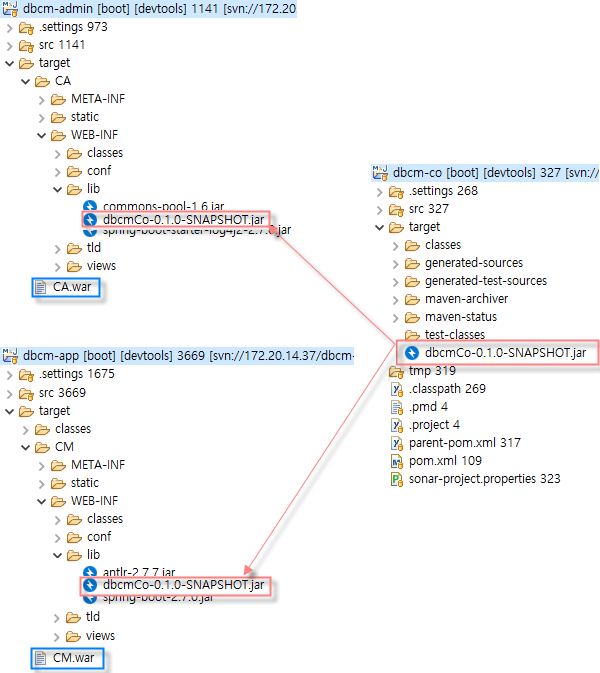 dbcm-admin [boot] [devtools] 1141 [svn://172.20
.settings 973
src 1141
target
CA
META-INF
static
WEB-INF
classes
conf
lib
commons-pool-1.6.jar
dbcmCo-0.1.0-SNAPSHOT.jar
spring-boot-starter-log4j2-2.7.0.jar
tld
views
CA.war
dbcm-app [boot] [devtools] 3669 [svn://172.20.14.37/dbcm-
.settings 1675
src 3669
target
classes
CM
META-INF
static
WEB-INF
classes
conf
lib
antlr-2.7.7.jar
dbcmCo-0.1.0-SNAPSHOT.jar
spring-boot-2.7.0.jar
tld
views
CM.war
dbcm-co [boot] [devtools] 327 [svn://
.settings 268
src 327
target
classes
generated-sources
generated-test-sources
maven-archiver
maven-status
test-classes
dbcmCo-0.1.0-SNAPSHOT.jar
tmp 319
.classpath 269
.pmd 4
.project 4
parent-pom.xml 317
pom.xml 109
sonar-project.properties 323